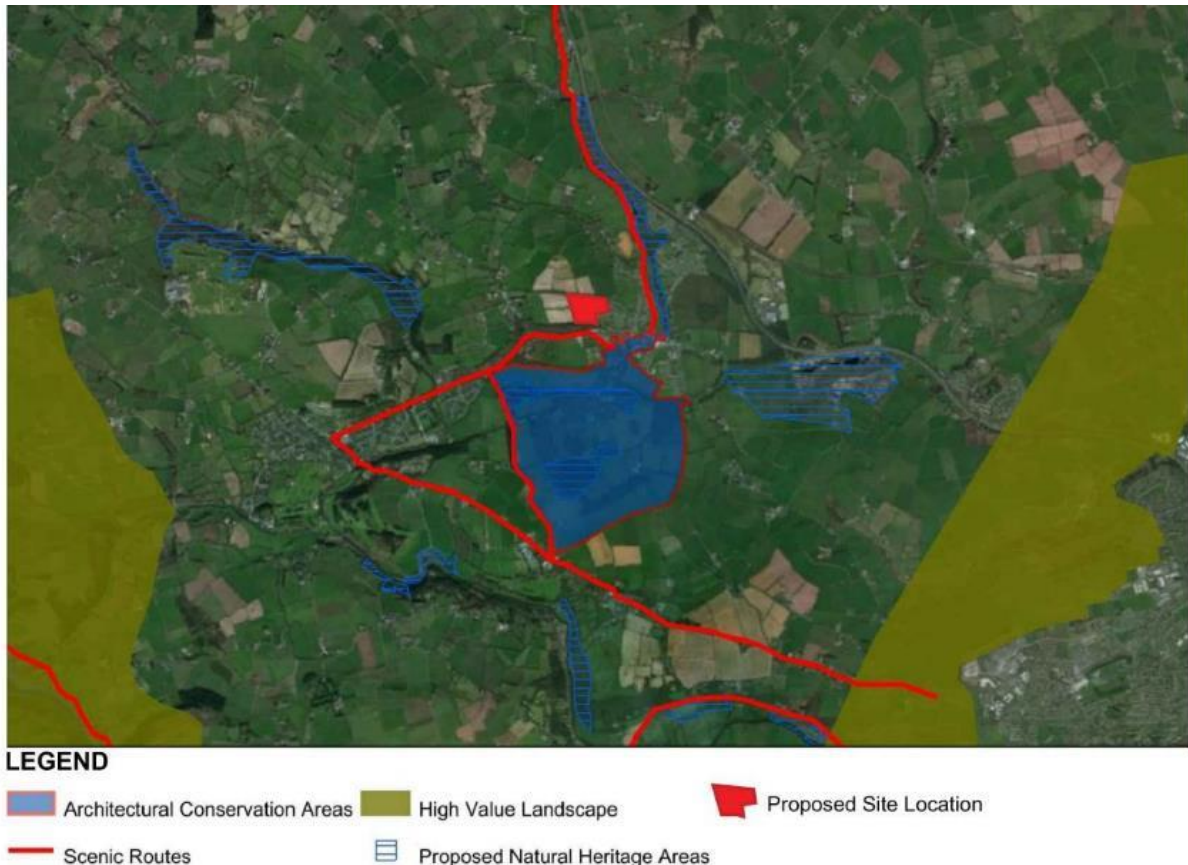 LEGEND
Architectural Conservation Areas
High Value Landscape
Proposed Site Location
Scenic Routes
Proposed Natural Heritage Areas